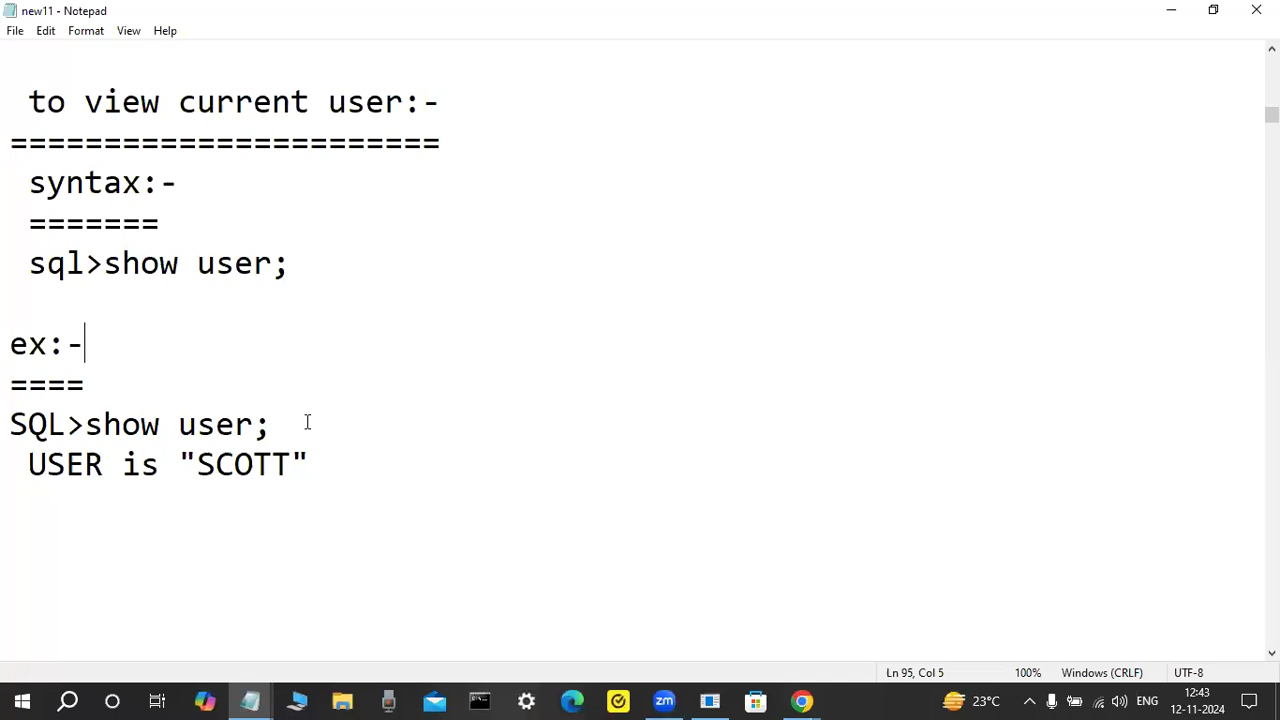 new11 - Notepad
File Edit Format View Help
to view current user:-
=======================
syntax:-
=======
sql>show user;
ex:-
====
SQL>show user;
USER is "SCOTT"
Ln 95, Col 5 100% Windows (CRLF) UTF-8
zm 23°C ENG 12:43
12-11-2024